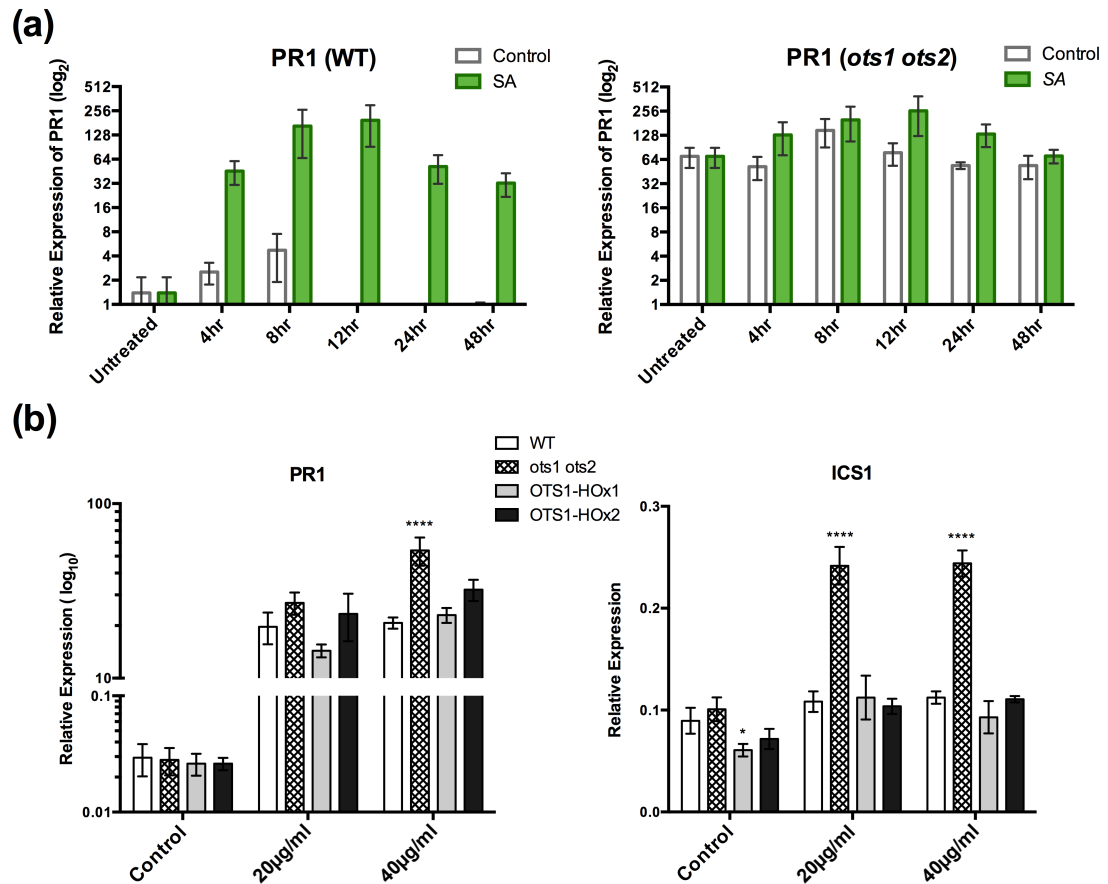 (a)
PR1 (WT)
Control
SA
Relative Expression of PR1 (log2)
512
256
128
64
32
16
8
4
2
1
Untreated
4hr
8hr
12hr
24hr
48hr
PR1 (ots1 ots2)
Control
SA
Relative Expression of PR1 (log2)
512
256
128
64
32
16
8
4
2
1
Untreated
4hr
8hr
12hr
24hr
48hr
(b)
WT
ots1 ots2
OTS1-HOx1
OTS1-HOx2
PR1
Relative Expression ( log10)
100
10
0.1
0.01
****
Control
20µg/ml
40µg/ml
ICS1
Relative Expression
0.3
0.2
0.1
0.0
*
****
****
Control
20µg/ml
40µg/ml